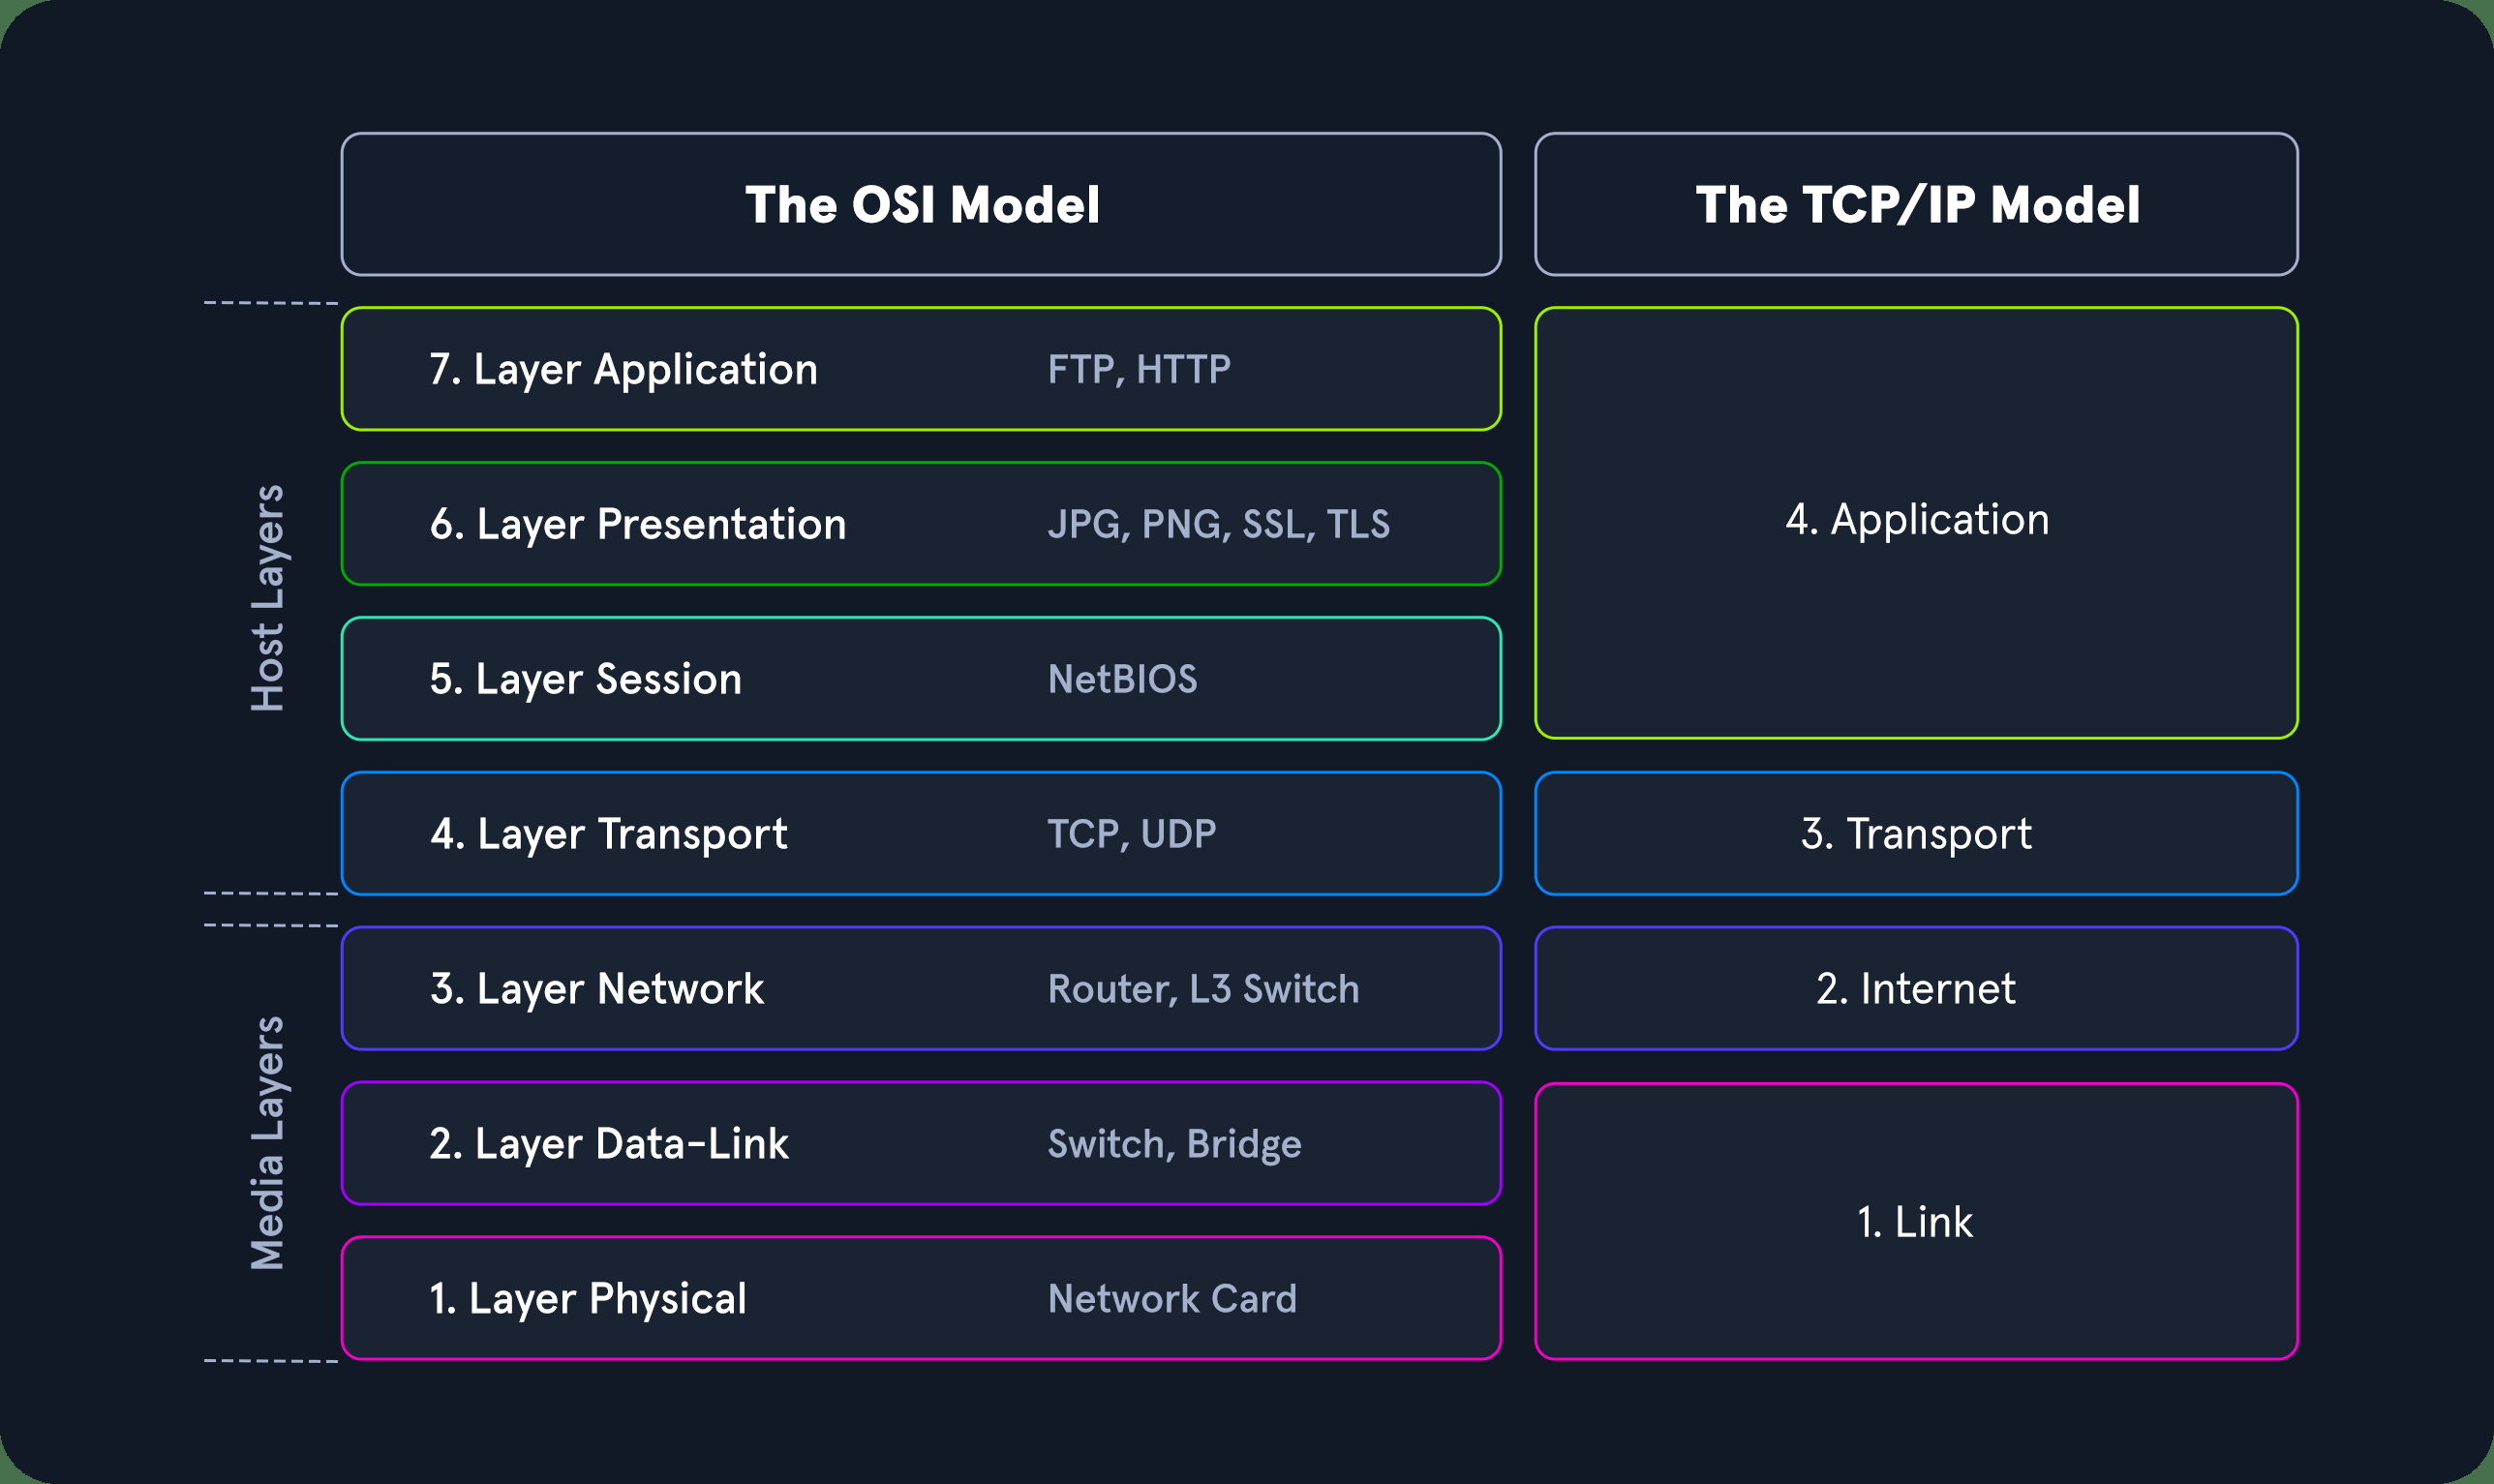 The OSI Model
The TCP/IP Model
Host Layers
7. Layer Application
FTP, HTTP
6. Layer Presentation
JPG, PNG, SSL, TLS
5. Layer Session
NetBIOS
4. Application
4. Layer Transport
TCP, UDP
3. Transport
Media Layers
3. Layer Network
Router, L3 Switch
2. Internet
2. Layer Data-Link
Switch, Bridge
1. Layer Physical
Network Card
1. Link